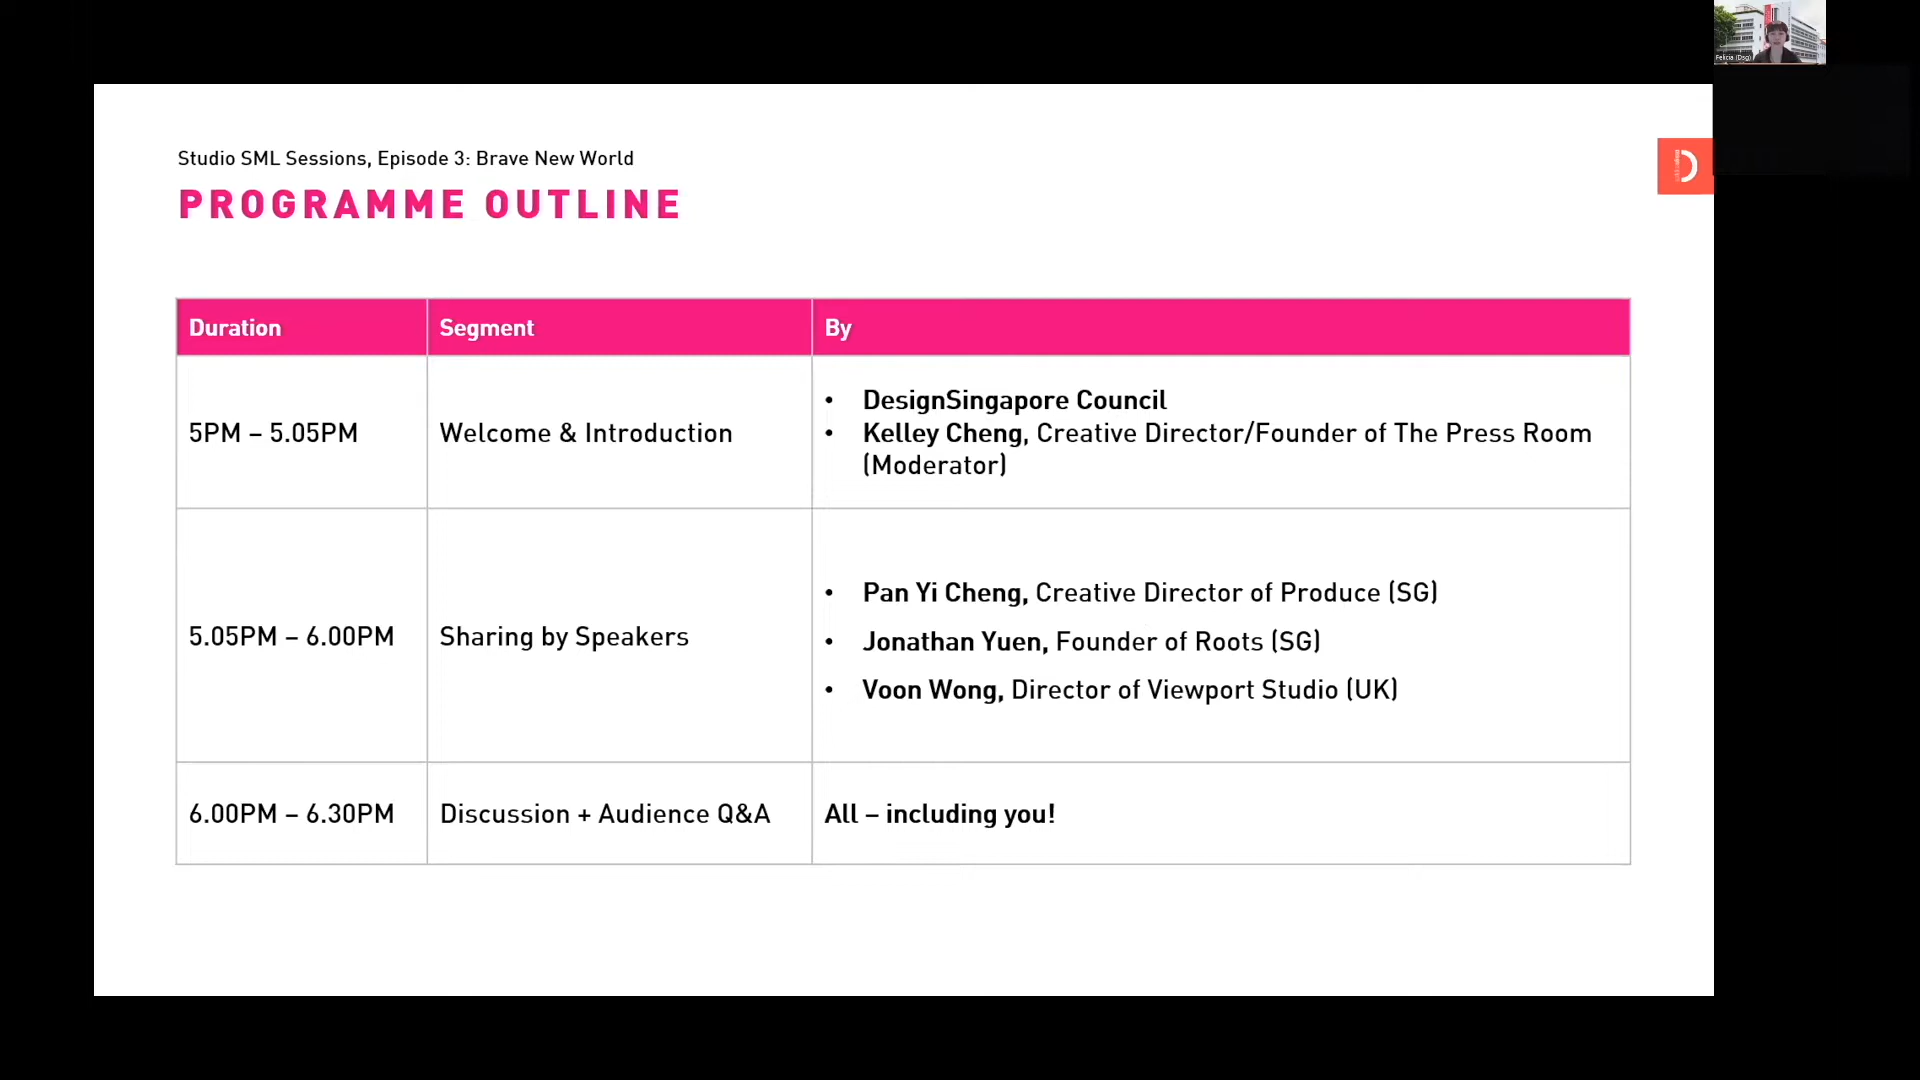 Felicia (Dsg)
Studio SML Sessions, Episode 3: Brave New World
PROGRAMME OUTLINE
Duration Segment By
5PM – 5.05PM Welcome & Introduction
• DesignSingapore Council
• Kelley Cheng, Creative Director/Founder of The Press Room
(Moderator)
5.05PM – 6.00PM Sharing by Speakers
• Pan Yi Cheng, Creative Director of Produce (SG)
• Jonathan Yuen, Founder of Roots (SG)
• Voon Wong, Director of Viewport Studio (UK)
6.00PM – 6.30PM Discussion + Audience Q&A All – including you!